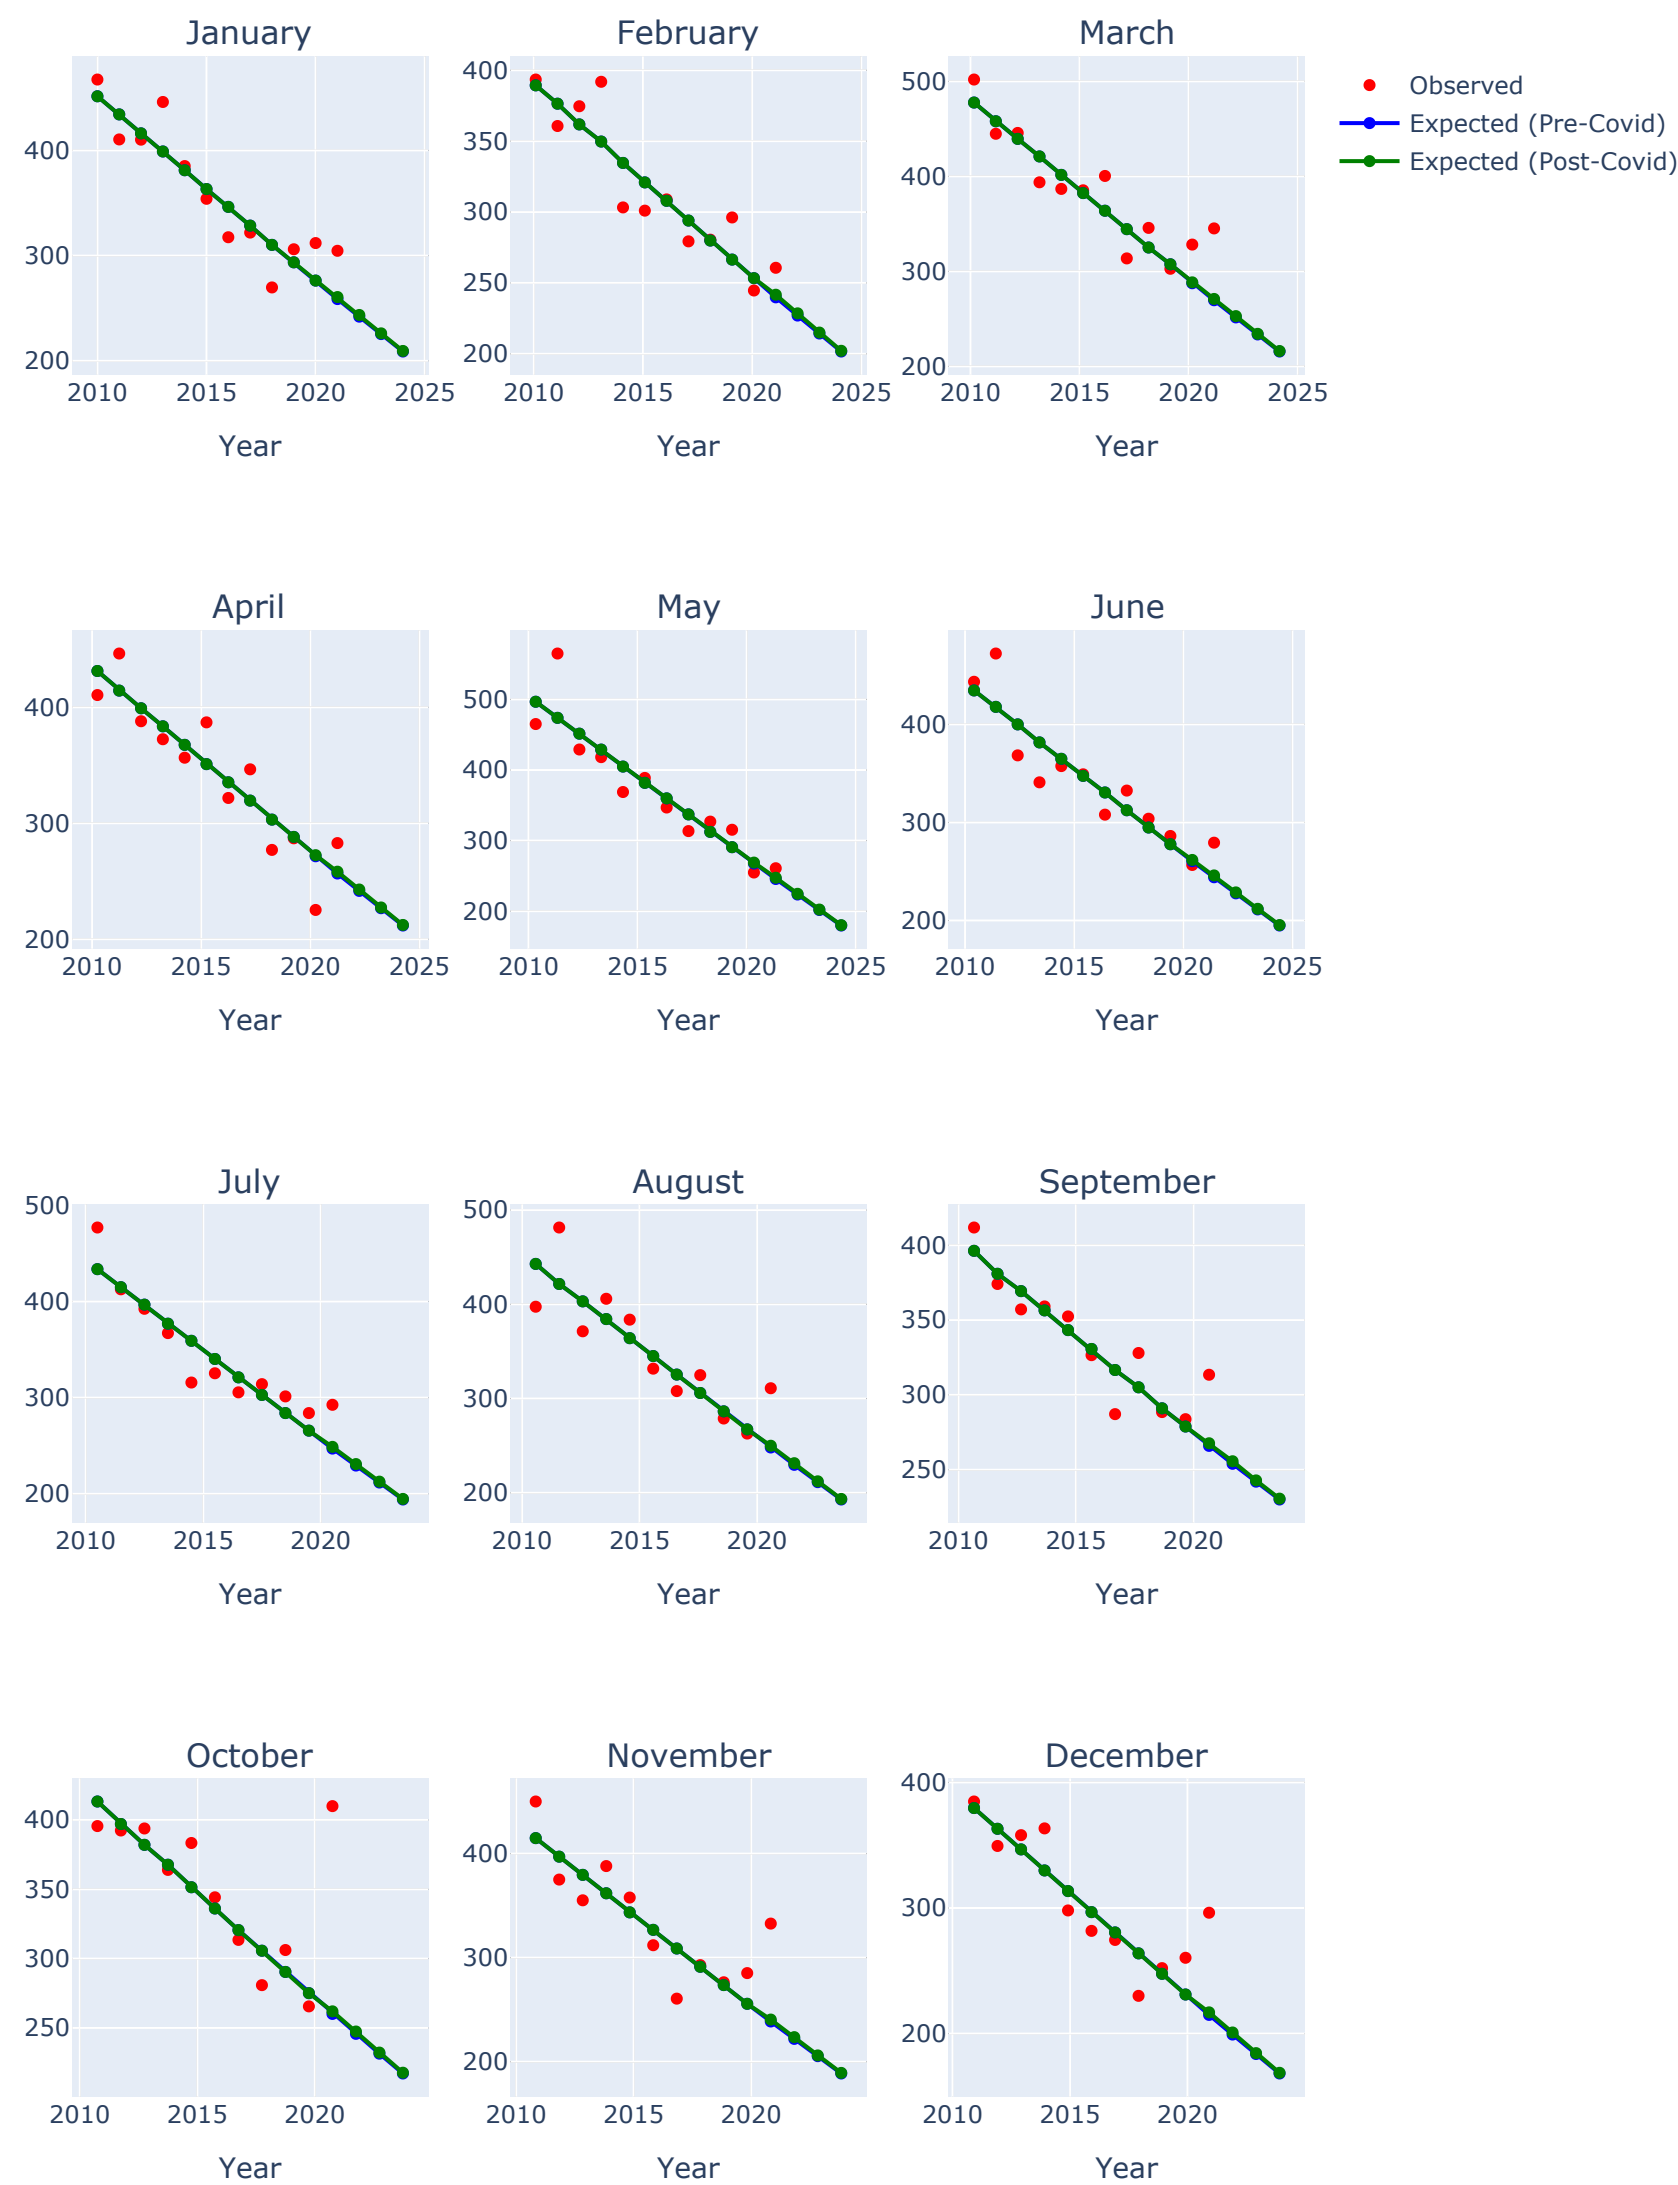 January February March
400
300
200
2010 2015 2020 2025
Year
400
350
300
250
200
2010 2015 2020 2025
Year
500
400
300
200
2010 2015 2020 2025
Year
Observed
Expected (Pre-Covid)
Expected (Post-Covid)
April May June
400
300
200
2010 2015 2020 2025
Year
500
400
300
200
2010 2015 2020 2025
Year
400
300
200
2010 2015 2020 2025
Year
July August September
500
400
300
200
2010 2015 2020
Year
500
400
300
200
2010 2015 2020
Year
400
350
300
250
2010 2015 2020
Year
October November December
400
350
300
250
2010 2015 2020
Year
400
300
200
2010 2015 2020
Year
400
300
200
2010 2015 2020
Year